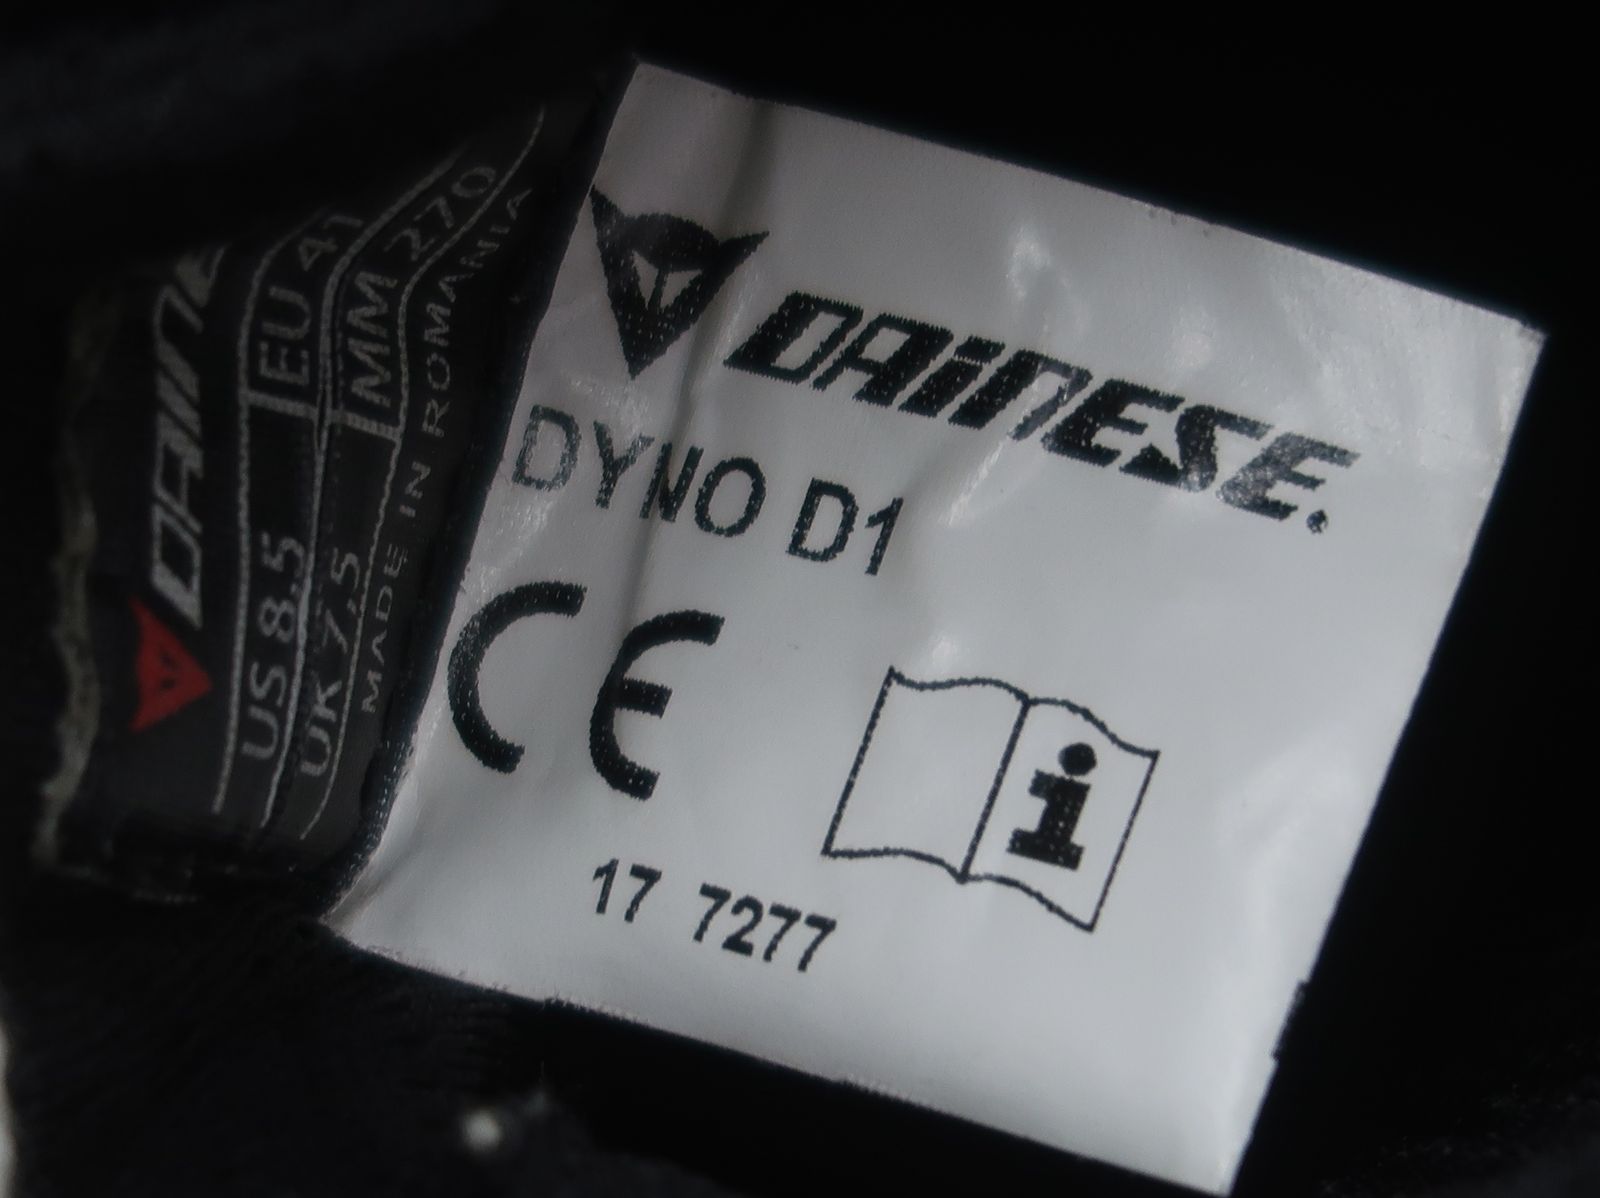 DAINESE
US 8.5 EU 41
UK 7,5 MM 270
MADE IN ROMANIA
DAINESE.
DYNO D1
CE
i
17 7277